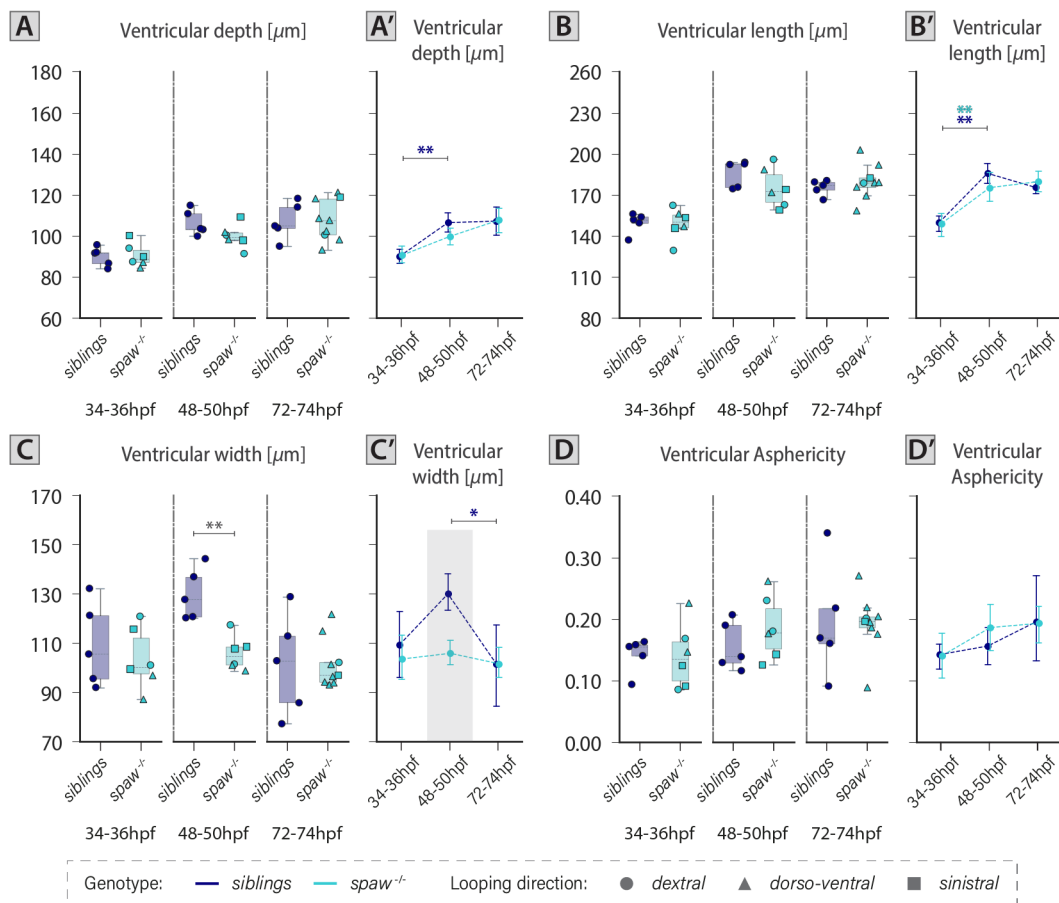 A
Ventricular depth [µm]
180
160
140
120
100
80
60
siblings
spaw-/-
siblings
spaw-/-
siblings
spaw-/-
34-36hpf
48-50hpf
72-74hpf
A′
Ventricular
depth [µm]
**
34-36hpf
48-50hpf
72-74hpf
B
Ventricular length [µm]
260
230
200
170
140
110
80
siblings
spaw-/-
siblings
spaw-/-
siblings
spaw-/-
34-36hpf
48-50hpf
72-74hpf
B′
Ventricular
length [µm]
**
**
34-36hpf
48-50hpf
72-74hpf
C
Ventricular width [µm]
170
150
130
110
90
70
**
siblings
spaw-/-
siblings
spaw-/-
siblings
spaw-/-
34-36hpf
48-50hpf
72-74hpf
C′
Ventricular
width [µm]
*
34-36hpf
48-50hpf
72-74hpf
D
Ventricular Asphericity
0.40
0.30
0.20
0.10
0.00
siblings
spaw-/-
siblings
spaw-/-
siblings
spaw-/-
34-36hpf
48-50hpf
72-74hpf
D′
Ventricular
Asphericity
34-36hpf
48-50hpf
72-74hpf
Genotype: siblings spaw-/- Looping direction: dextral dorso-ventral sinistral